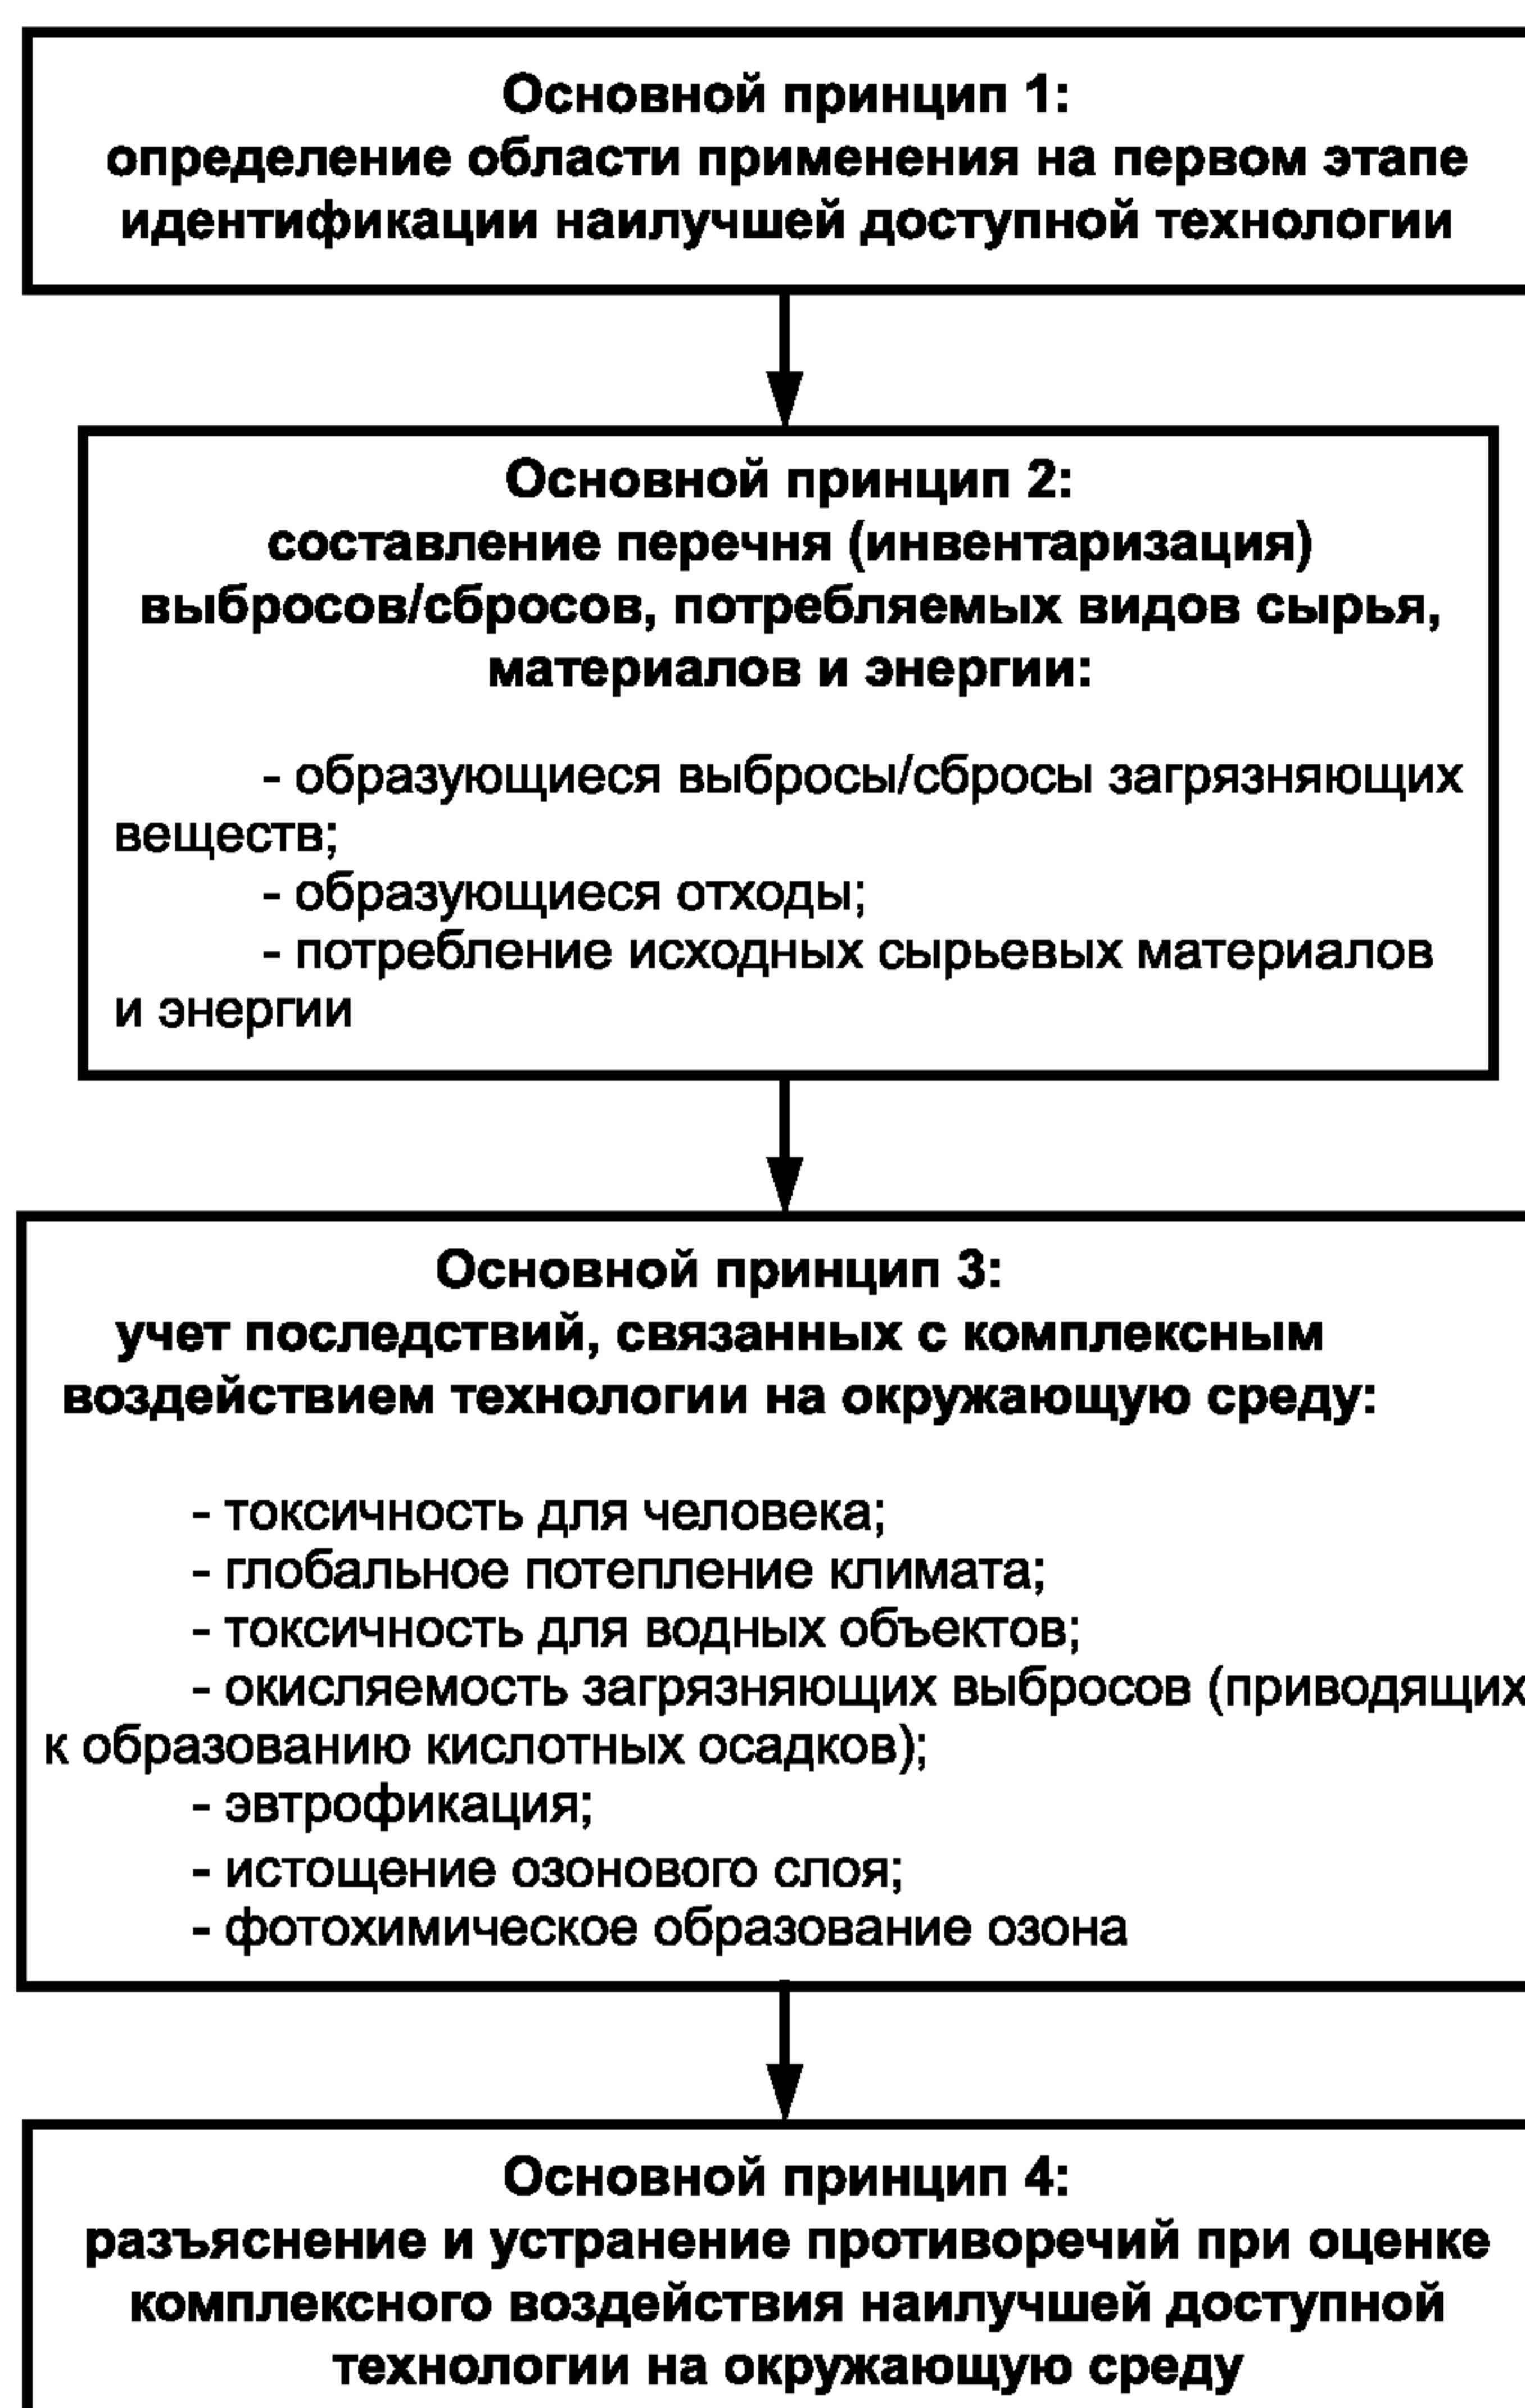 Основной принцип 1:
определение области применения на первом этапе
идентификации наилучшей доступной технологии
Основной принцип 2:
составление перечня (инвентаризация)
выбросов/сбросов, потребляемых видов сырья,
материалов и энергии:
- образующиеся выбросы/сбросы загрязняющих
веществ;
- образующиеся отходы;
- потребление исходных сырьевых материалов
и энергии
Основной принцип 3:
учет последствий, связанных с комплексным
воздействием технологии на окружающую среду:
- токсичность для человека;
- глобальное потепление климата;
- токсичность для водных объектов;
- окисляемость загрязняющих выбросов (приводящих
к образованию кислотных осадков);
- эвтрофикация;
- истощение озонового слоя;
- фотохимическое образование озона
Основной принцип 4:
разъяснение и устранение противоречий при оценке
комплексного воздействия наилучшей доступной
технологии на окружающую среду